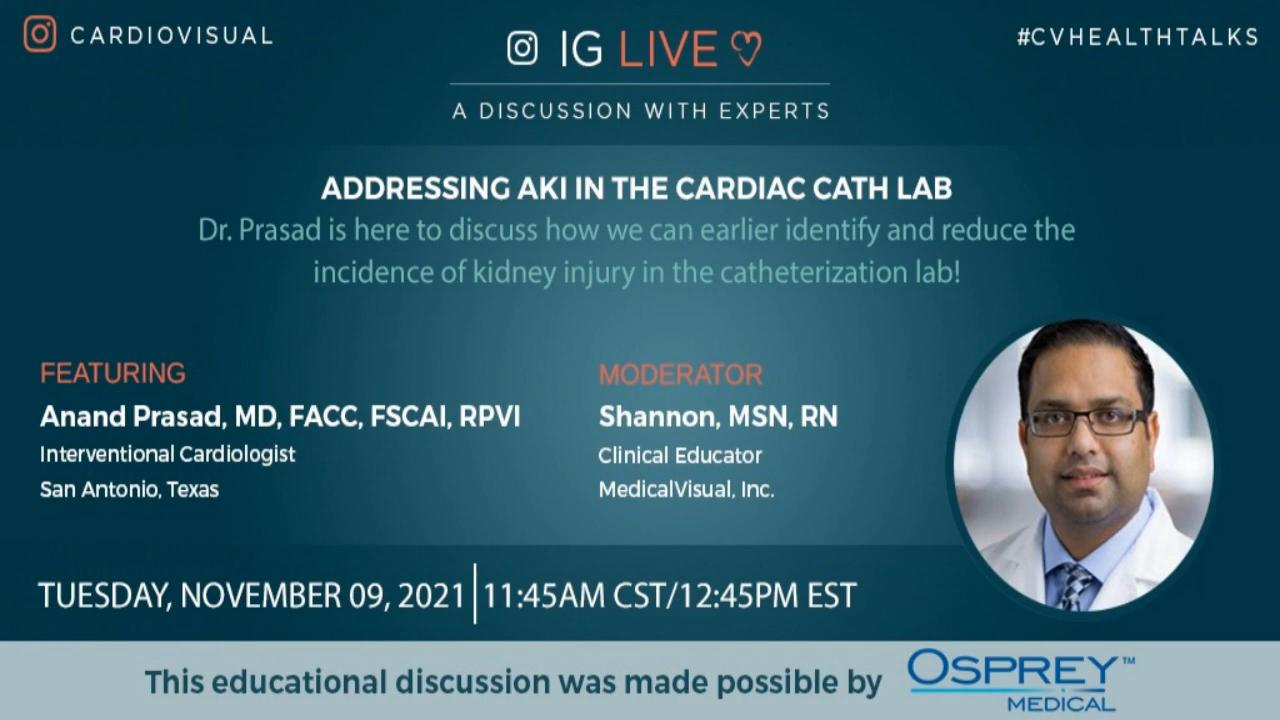 CARDIOVISUAL
IG LIVE
#CVHEALTHTALKS
A DISCUSSION WITH EXPERTS
ADDRESSING AKI IN THE CARDIAC CATH LAB
Dr. Prasad is here to discuss how we can earlier identify and reduce the
incidence of kidney injury in the catheterization lab!
FEATURING
Anand Prasad, MD, FACC, FSCAI, RPVI
Interventional Cardiologist
San Antonio, Texas
MODERATOR
Shannon, MSN, RN
Clinical Educator
MedicalVisual, Inc.
TUESDAY, NOVEMBER 09, 2021 11:45AM CST/12:45PM EST
This educational discussion was made possible by
OSPREY™
MEDICAL